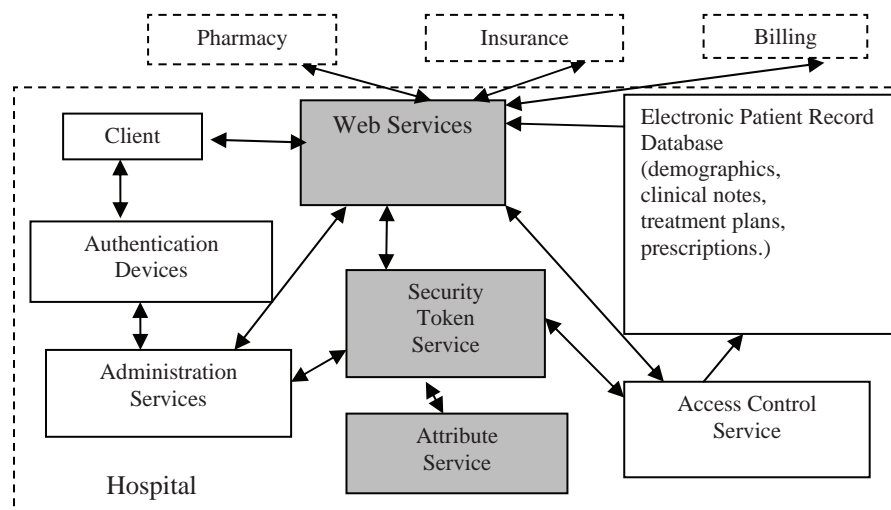 Pharmacy
Insurance
Billing
Client
Web Services
Electronic Patient Record
Database
(demographics,
clinical notes,
treatment plans,
prescriptions.)
Authentication
Devices
Security
Token
Service
Administration
Services
Access Control
Service
Attribute
Service
Hospital